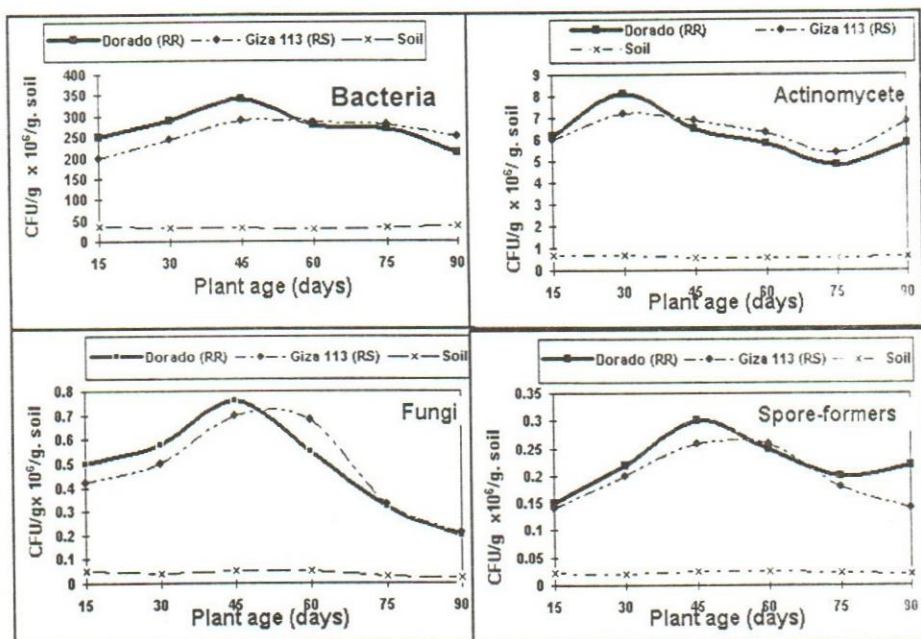 Dorado (RR) Giza 113 (RS) Soil
Bacteria
CFU/g x 10⁶/g. soil
400
350
300
250
200
150
100
50
0
15 30 45 60 75 90
Plant age (days)
Dorado (RR) Giza 113 (RS)
Soil
Actinomycete
CFU/g x 10⁶/ g. soil
9
8
7
6
5
4
3
2
1
0
15 30 45 60 75 90
Plant age (days)
Dorado (RR) Giza 113 (RS) Soil
Fungi
CFU/gx 10⁶/g. soil
0.8
0.7
0.6
0.5
0.4
0.3
0.2
0.1
0
15 30 45 60 75 90
Plant age (days)
Dorado (RR) Giza 113 (RS) Soil
Spore-formers
CFU/g x10⁶/g. soil
0.35
0.3
0.25
0.2
0.15
0.1
0.05
0
15 30 45 60 75 90
Plant age (days)